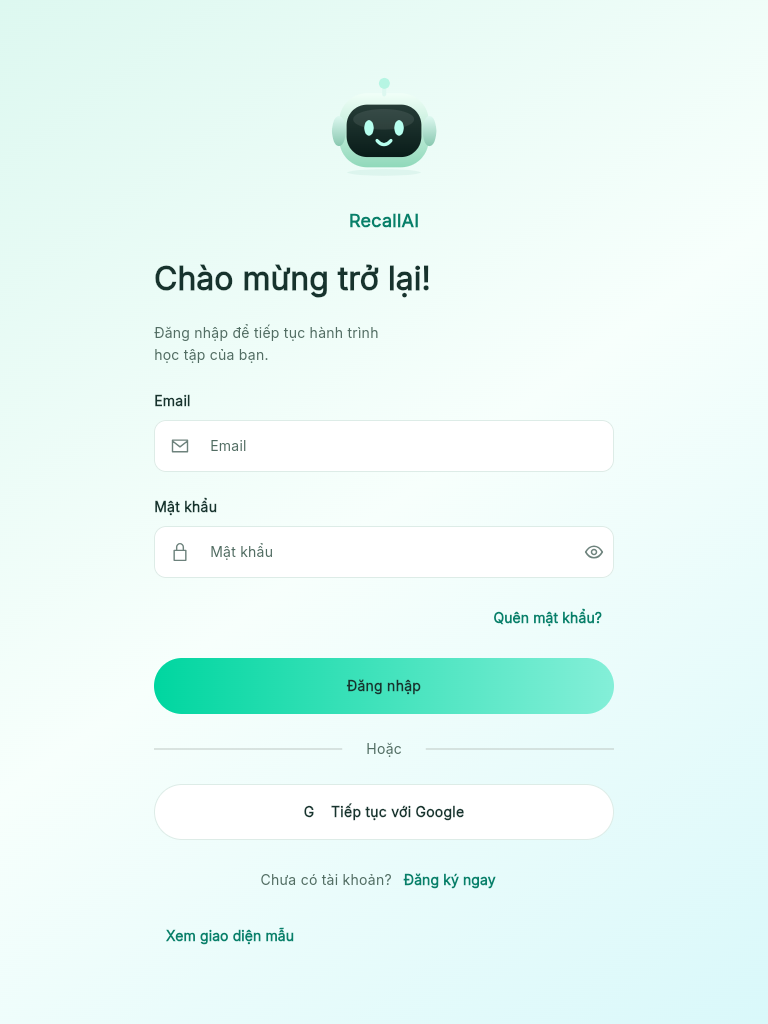 RecallAI
Chào mừng trở lại!
Đăng nhập để tiếp tục hành trình
học tập của bạn.
Email
Email
Mật khẩu
Mật khẩu
Quên mật khẩu?
Đăng nhập
Hoặc
G Tiếp tục với Google
Chưa có tài khoản? Đăng ký ngay
Xem giao diện mẫu